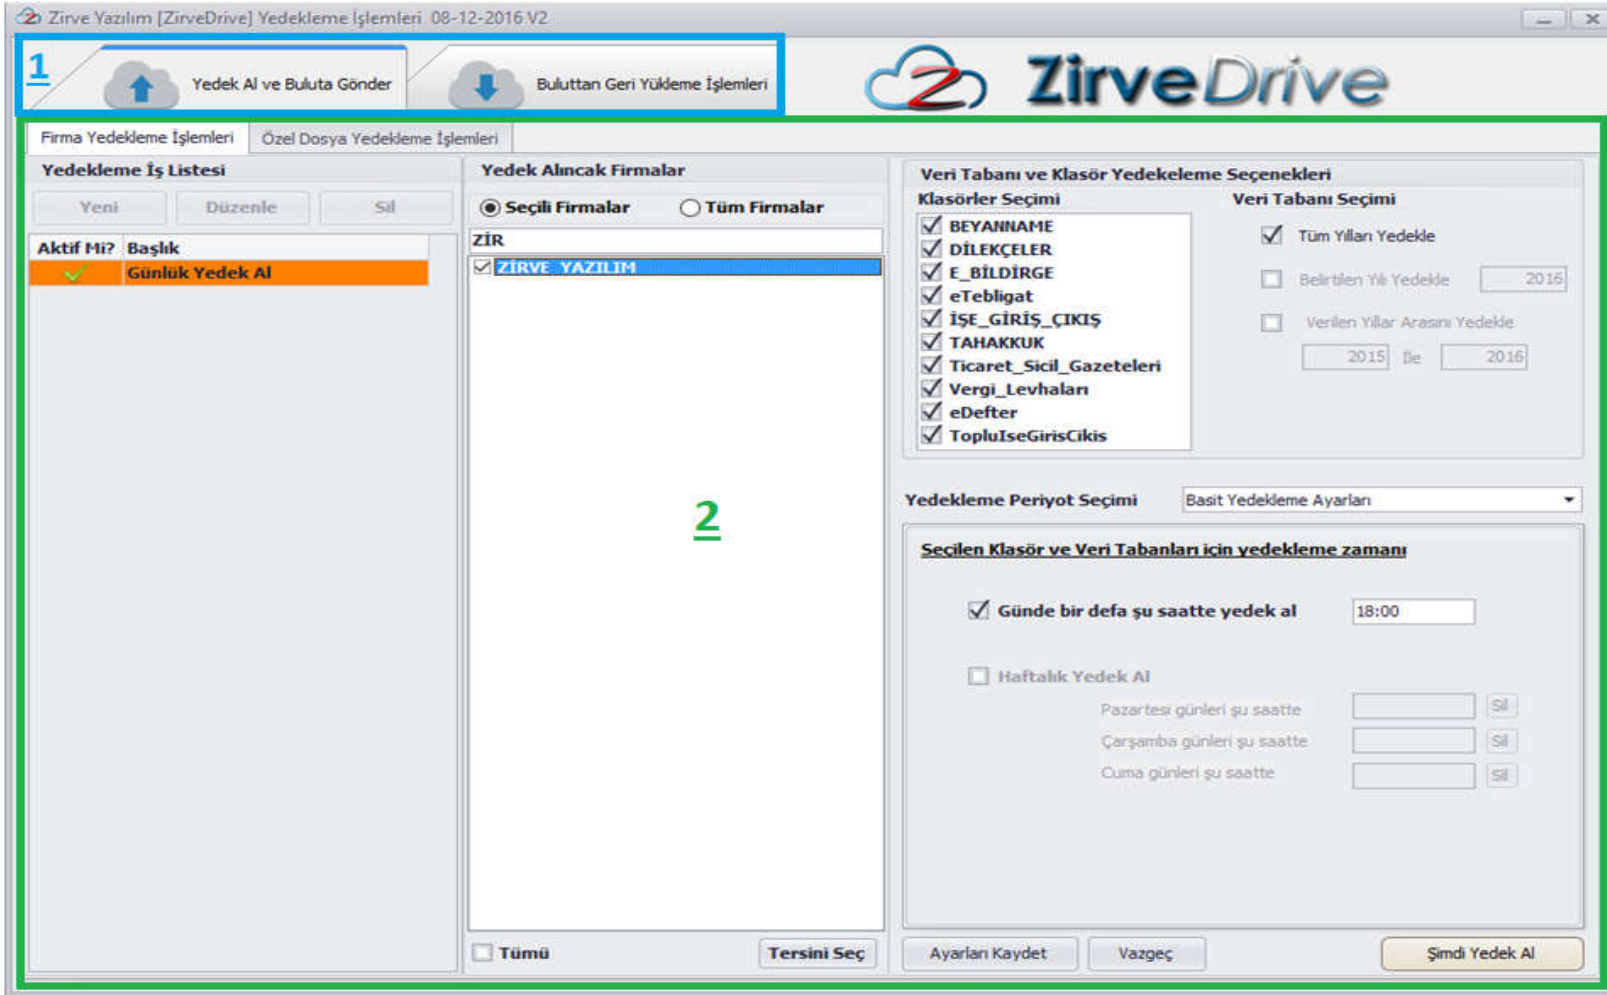 Zirve Yazılım [ZirveDrive] Yedekleme İşlemleri 08-12-2016 V2
1
Yedek Al ve Buluta Gönder
Buluttan Geri Yükleme İşlemleri
2 ZirveDrive
Firma Yedekleme İşlemleri
Özel Dosya Yedekleme İşlemleri
Yedekleme İş Listesi
Yeni
Düzenle
Sil
Aktif Mi? Başlık
Günlük Yedek Al
Yedek Alıncak Firmalar
Seçili Firmalar
Tüm Firmalar
ZİR
ZİRVE_YAZILIM
2
Tümü
Tersini Seç
Veri Tabanı ve Klasör Yedekeleme Seçenekleri
Klasörler Seçimi
BEYANNAME
DİLEKÇELER
E_BİLDİRGE
eTebligat
İŞE_GİRİŞ_ÇIKIŞ
TAHAKKUK
Ticaret_Sicil_Gazeteleri
Vergi_Levhaları
eDefter
TopluIseGirisCikis
Veri Tabanı Seçimi
Tüm Yılları Yedekle
Belirtilen Yılı Yedekle 2016
Verilen Yıllar Arasını Yedekle
2015 İle 2016
Yedekleme Periyot Seçimi
Basit Yedekleme Ayarları
Seçilen Klasör ve Veri Tabanları için yedekleme zamanı
Günde bir defa şu saatte yedek al 18:00
Haftalık Yedek Al
Pazartesi günleri şu saatte Sil
Çarşamba günleri şu saatte Sil
Cuma günleri şu saatte Sil
Ayarları Kaydet
Vazgeç
Şimdi Yedek Al